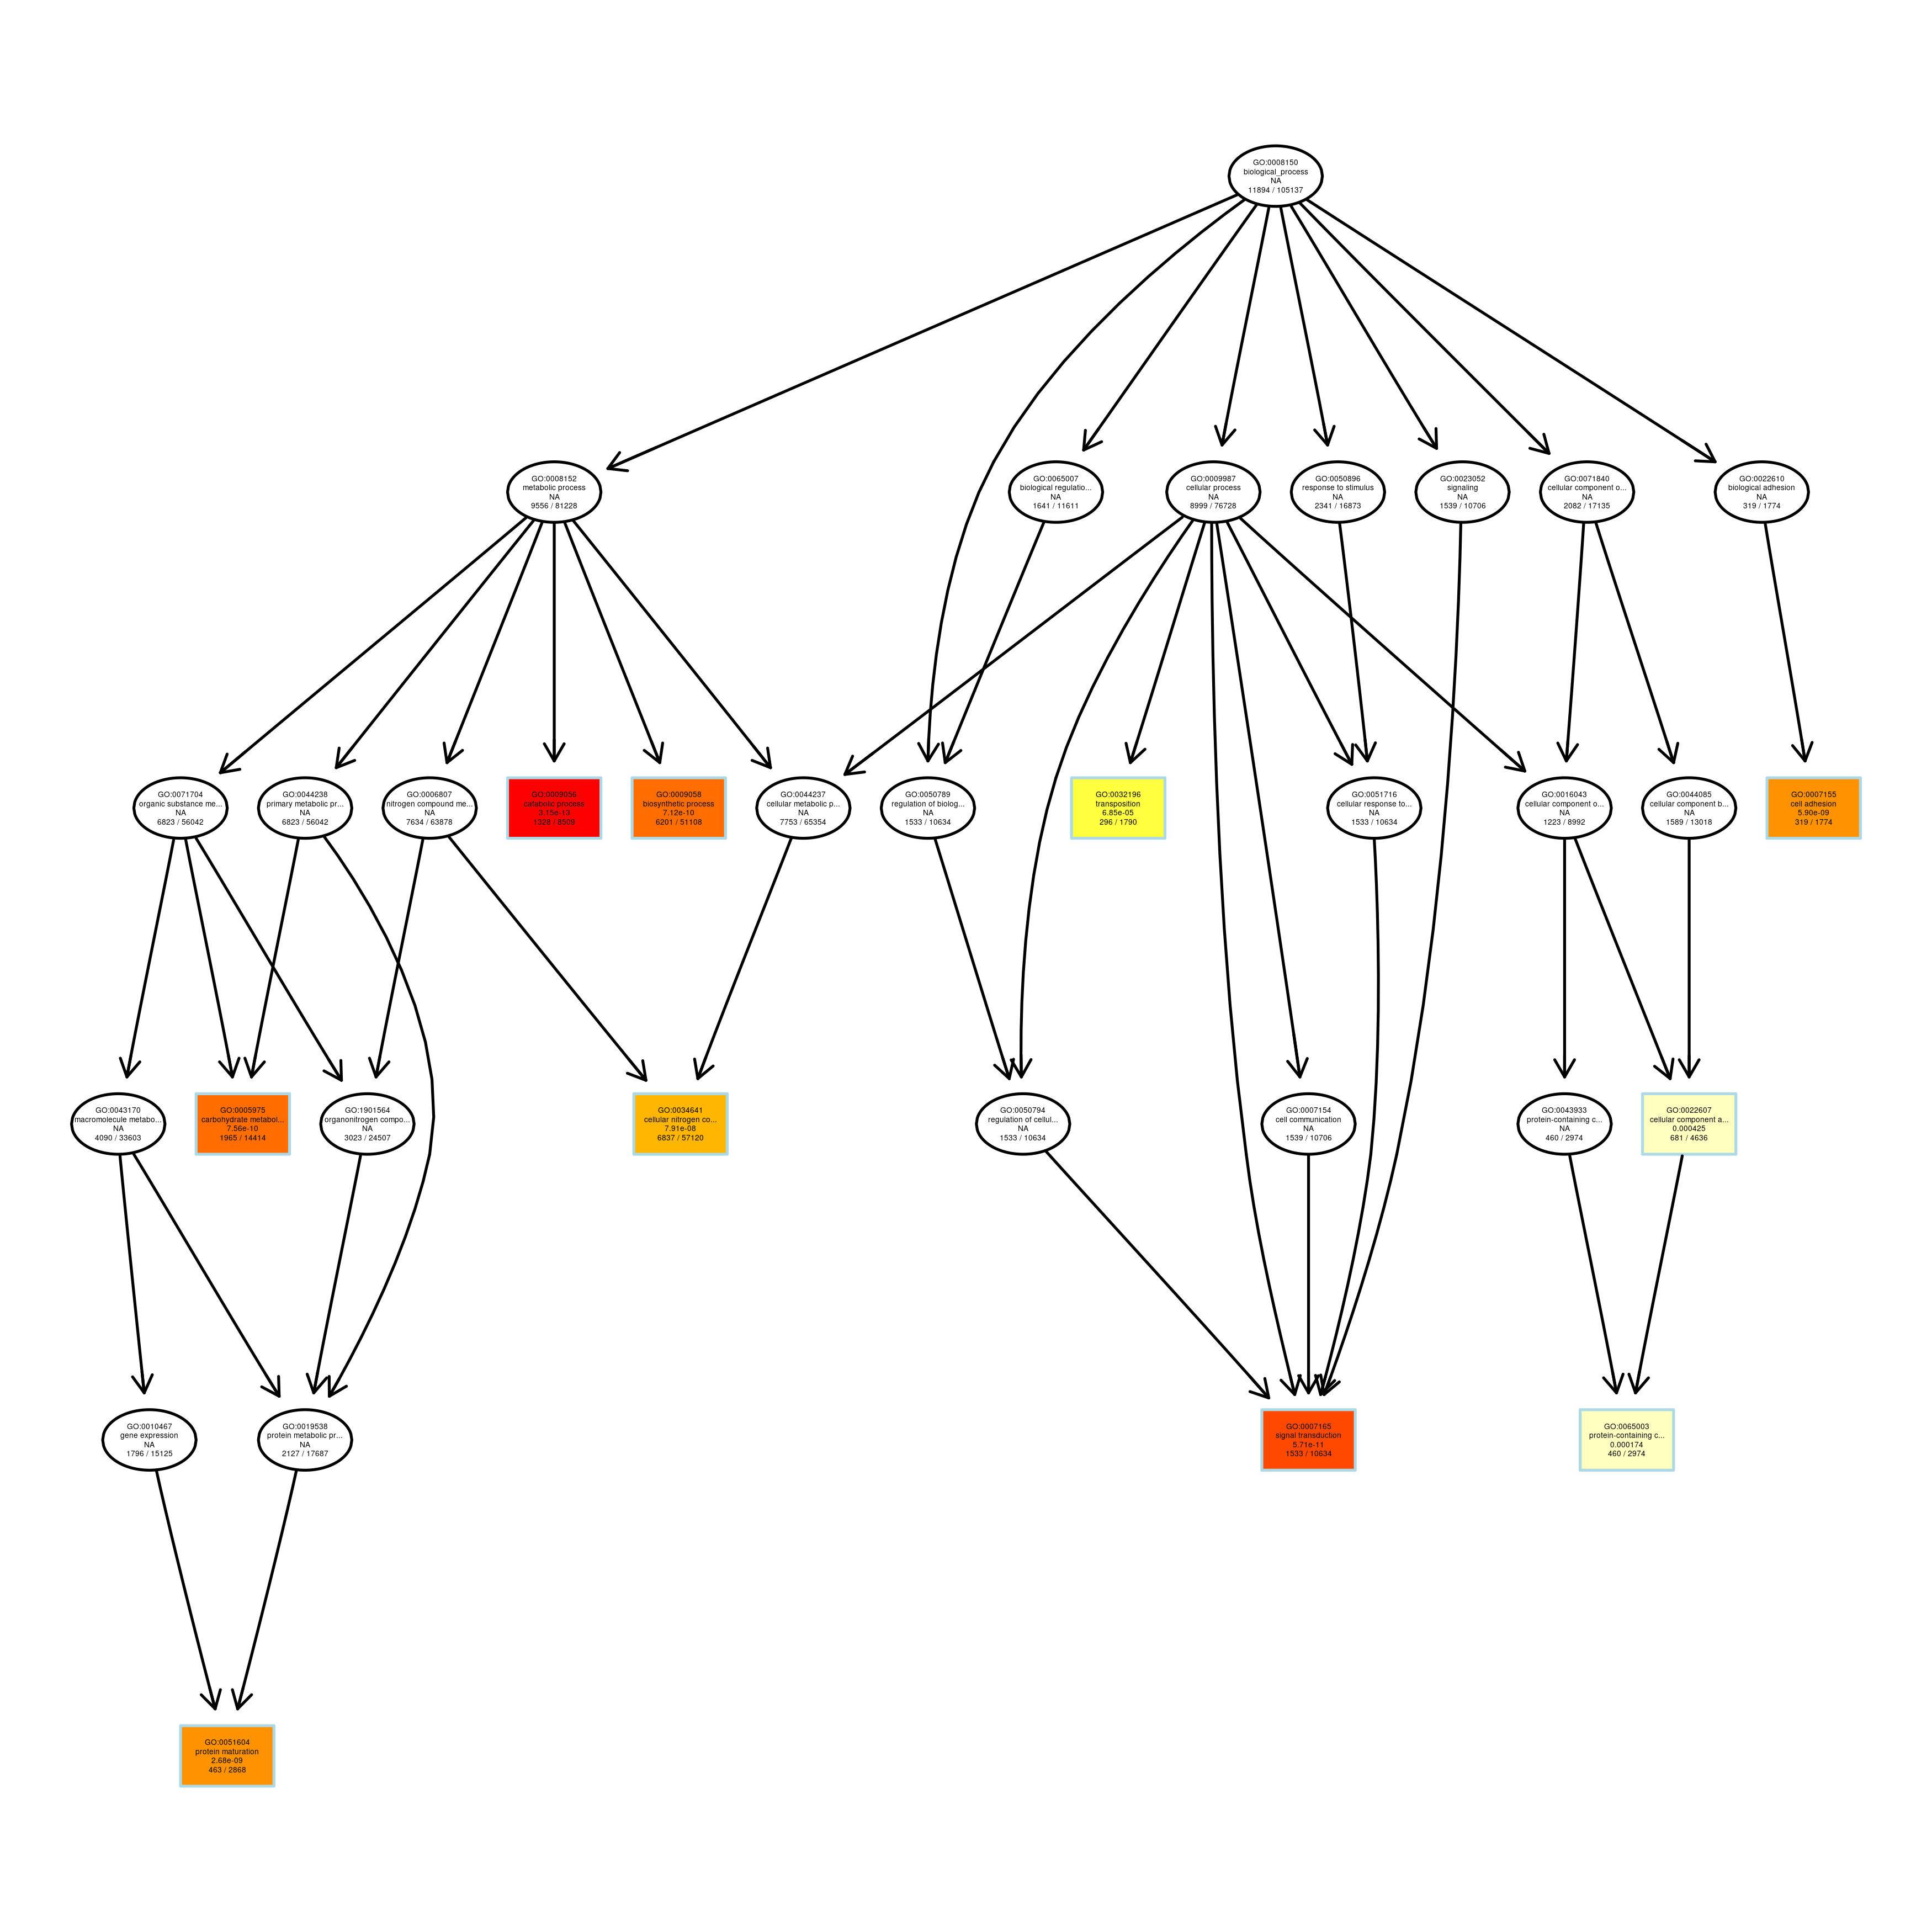 GO:0008150
biological_process
NA
11894 / 105137
GO:0008152
metabolic process
NA
9556 / 81228
GO:0065007
biological regulatio...
NA
1641 / 11611
GO:0009987
cellular process
NA
8999 / 76728
GO:0050896
response to stimulus
NA
2341 / 16873
GO:0023052
signaling
NA
1539 / 10706
GO:0071840
cellular component o...
NA
2082 / 17135
GO:0022610
biological adhesion
NA
319 / 1774
GO:0071704
organic substance me...
NA
6823 / 56042
GO:0044238
primary metabolic pr...
NA
6823 / 56042
GO:0006807
nitrogen compound me...
NA
7634 / 63878
GO:0009056
catabolic process
3.15e-13
1328 / 8509
GO:0009058
biosynthetic process
7.12e-10
6201 / 51108
GO:0044237
cellular metabolic p...
NA
7753 / 65354
GO:0050789
regulation of biolog...
NA
1533 / 10634
GO:0032196
transposition
6.85e-05
296 / 1790
GO:0051716
cellular response to...
NA
1533 / 10634
GO:0016043
cellular component o...
NA
1223 / 8992
GO:0044085
cellular component b...
NA
1589 / 13018
GO:0007155
cell adhesion
5.90e-09
319 / 1774
GO:0043170
macromolecule metabo...
NA
4090 / 33603
GO:0005975
carbohydrate metabol...
7.56e-10
1965 / 14414
GO:1901564
organonitrogen compo...
NA
3023 / 24507
GO:0034641
cellular nitrogen co...
7.91e-08
6837 / 57120
GO:0050794
regulation of cellul...
NA
1533 / 10634
GO:0007154
cell communication
NA
1539 / 10706
GO:0043933
protein-containing c...
NA
460 / 2974
GO:0022607
cellular component a...
0.000425
681 / 4636
GO:0010467
gene expression
NA
1796 / 15125
GO:0019538
protein metabolic pr...
NA
2127 / 17687
GO:0007165
signal transduction
5.71e-11
1533 / 10634
GO:0065003
protein-containing c...
0.000174
460 / 2974
GO:0051604
protein maturation
2.68e-09
463 / 2868